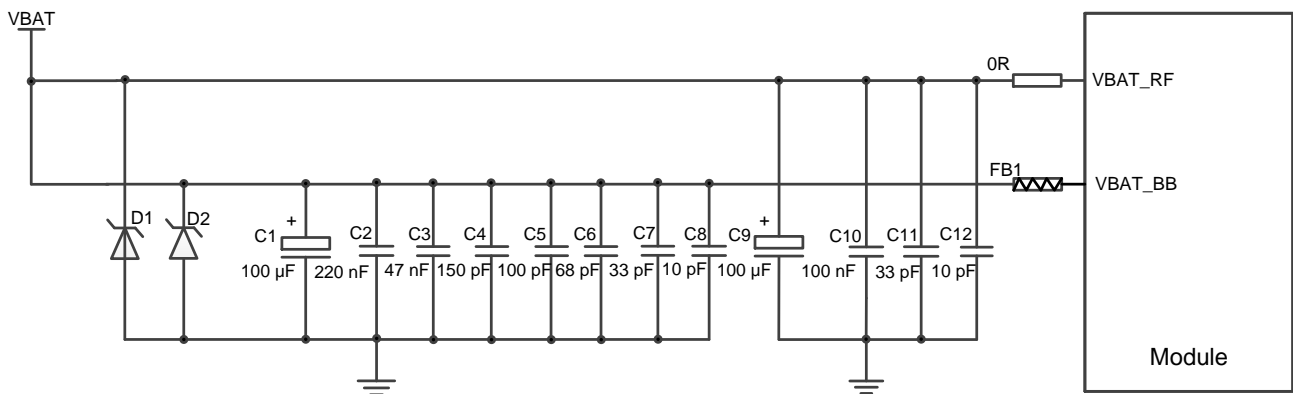 VBAT
0R
VBAT_RF
FB1
VBAT_BB
D1
D2
C1
+
100 µF
C2
220 nF
C3
47 nF
C4
150 pF
C5
100 pF
C6
68 pF
C7
33 pF
C8
10 pF
C9
+
100 µF
C10
100 nF
C11
33 pF
C12
10 pF
Module